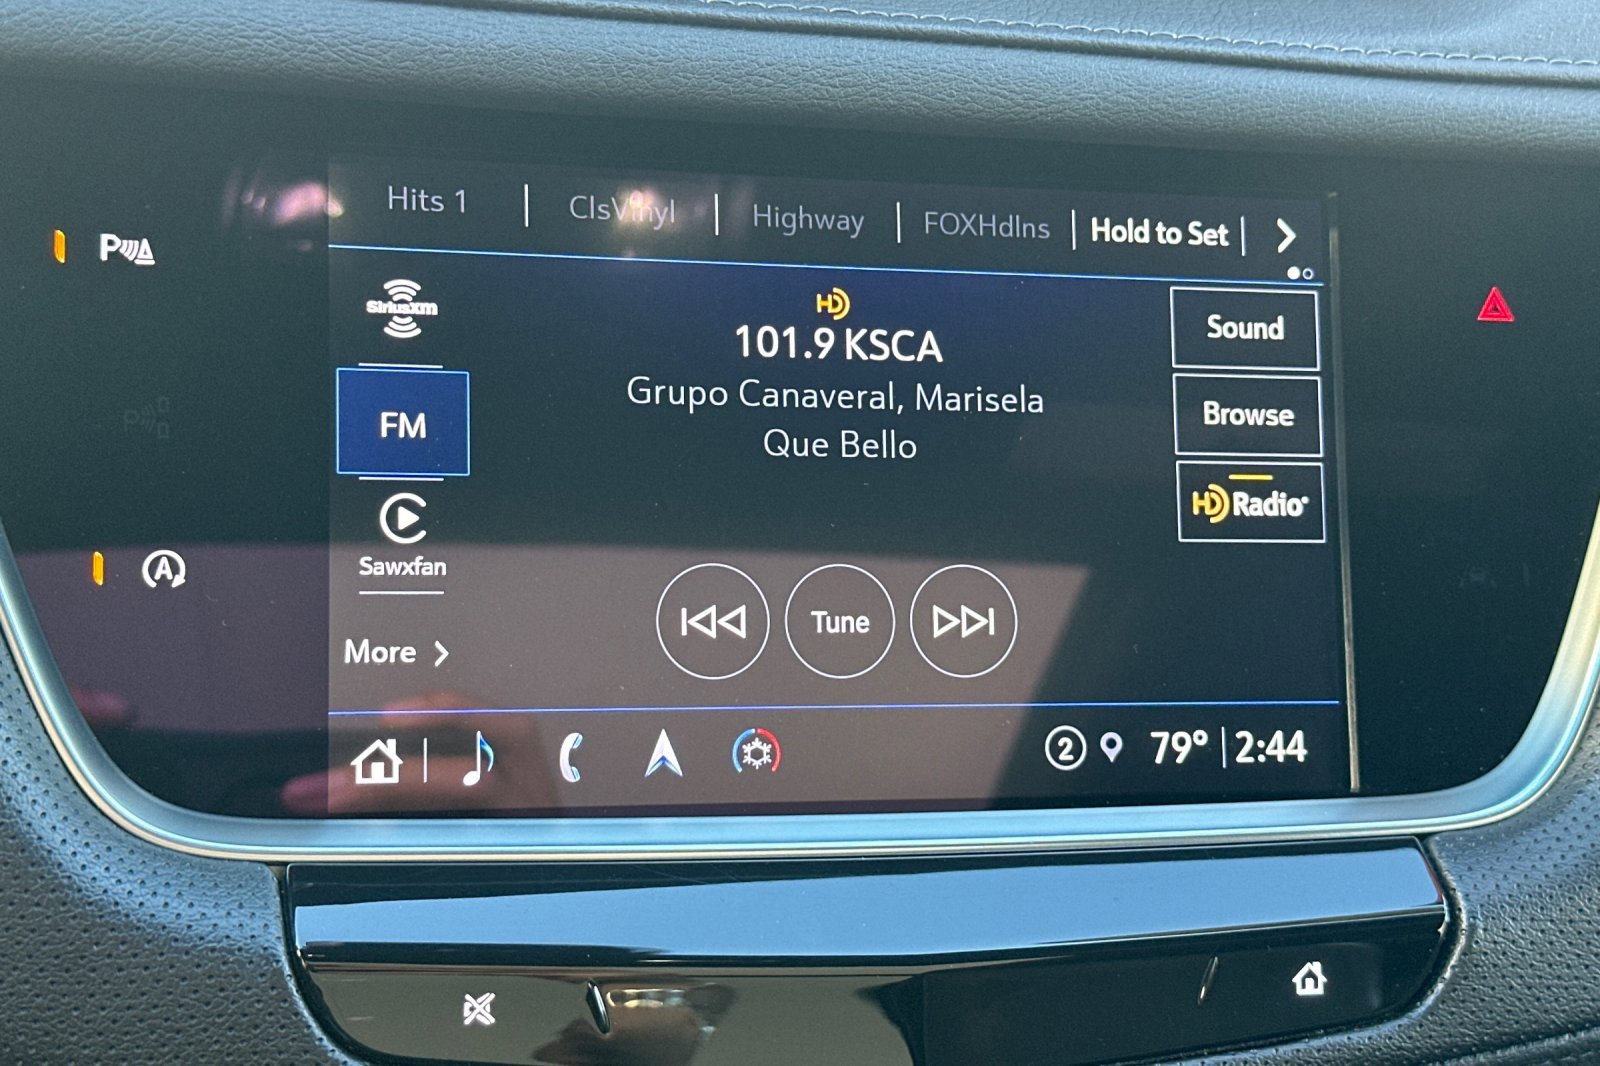 Hits 1
ClsVinyl
Highway
FOXHdlns
Hold to Set
SiriusXm
HD
101.9 KSCA
Grupo Canaveral, Marisela
Que Bello
Sound
FM
Browse
HD Radio
Sawxfan
Tune
More
2
79° 2:44
P
A